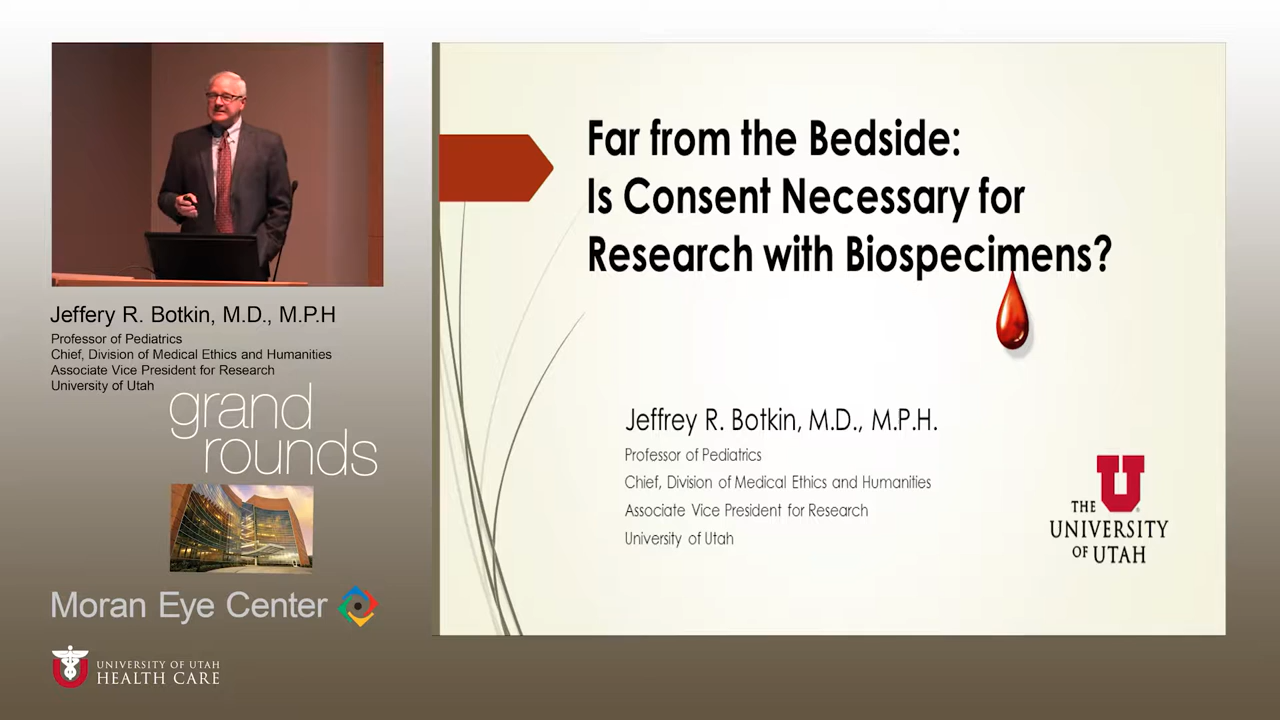 Jeffery R. Botkin, M.D., M.P.H
Professor of Pediatrics
Chief, Division of Medical Ethics and Humanities
Associate Vice President for Research
University of Utah
grand
rounds
Moran Eye Center
UNIVERSITY OF UTAH
HEALTH CARE
Far from the Bedside:
Is Consent Necessary for
Research with Biospecimens?
Jeffrey R. Botkin, M.D., M.P.H.
Professor of Pediatrics
Chief, Division of Medical Ethics and Humanities
Associate Vice President for Research
University of Utah
U
THE
UNIVERSITY
OF UTAH